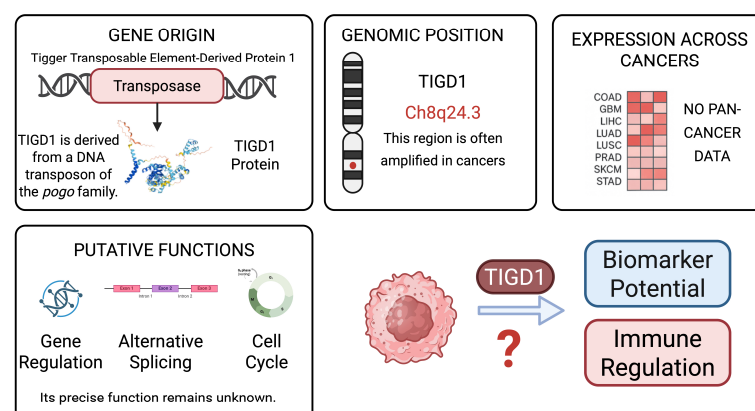 GENE ORIGIN
Tigger Transposable Element-Derived Protein 1
Transposase
TIGD1 is derived
from a DNA
transposon of
the pogo family.
TIGD1
Protein
GENOMIC POSITION
TIGD1
Ch8q24.3
This region is often
amplified in cancers
EXPRESSION ACROSS
CANCERS
COAD
GBM
LIHC
LUAD
LUSC
PRAD
SKCM
STAD
NO PAN-
CANCER
DATA
PUTATIVE FUNCTIONS
Exon 1
Exon 2
Exon 3
Intron 1
Intron 2
Gene
Regulation
Alternative
Splicing
Cell
Cycle
Its precise function remains unknown.
TIGD1
?
Biomarker
Potential
Immune
Regulation